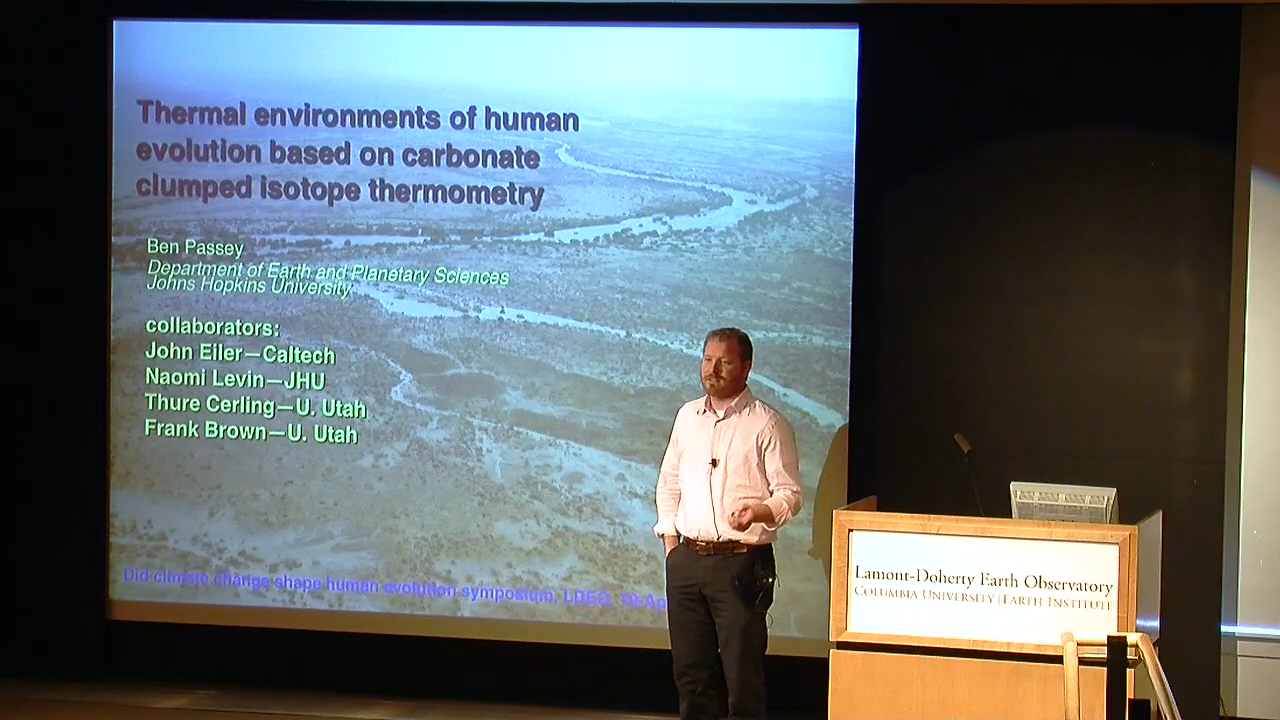 Thermal environments of human
evolution based on carbonate
clumped isotope thermometry
Ben Passey
Department of Earth and Planetary Sciences
Johns Hopkins University
collaborators:
John Eiler—Caltech
Naomi Levin—JHU
Thure Cerling—U. Utah
Frank Brown—U. Utah
Did climate change shape human evolution symposium, LDEO, 19-Ap
Lamont-Doherty Earth Observatory
COLUMBIA UNIVERSITY | EARTH INSTITUTE